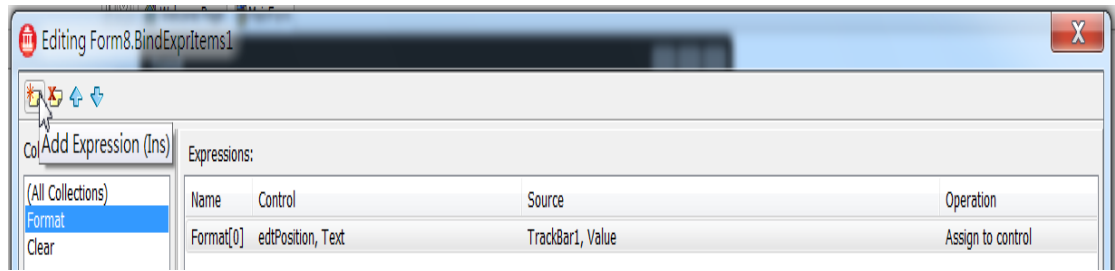 Editing Form8.BindExprItems1
X
Add Expression (Ins)
Expressions:
(All Collections)
Format
Clear
Name Control Source Operation
Format[0] edtPosition, Text TrackBar1, Value Assign to control